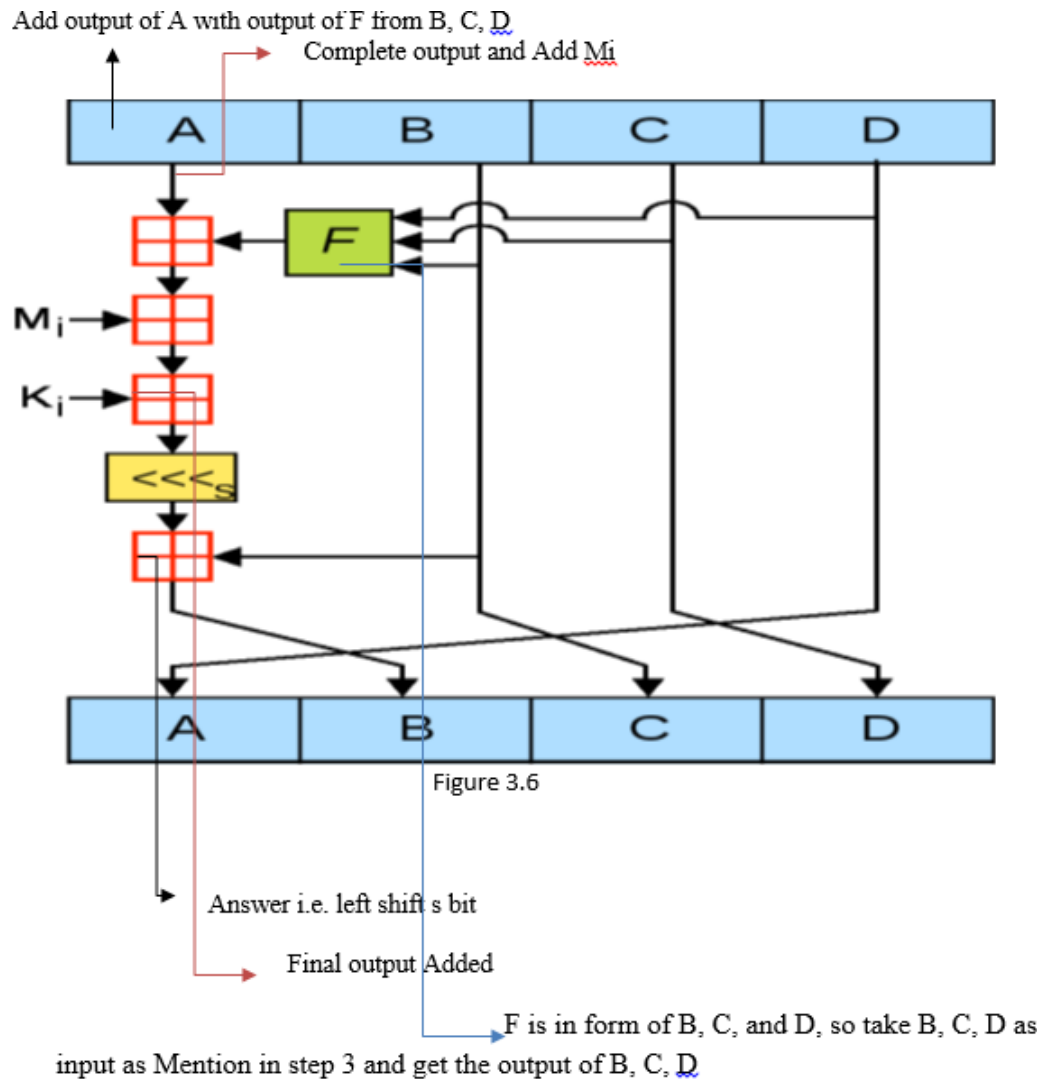 Add output of A with output of F from B, C, D
Complete output and Add Mi
A B C D
F
Mi
Ki
<<<s
A B C D
Figure 3.6
Answer i.e. left shift s bit
Final output Added
F is in form of B, C, and D, so take B, C, D as
input as Mention in step 3 and get the output of B, C, D